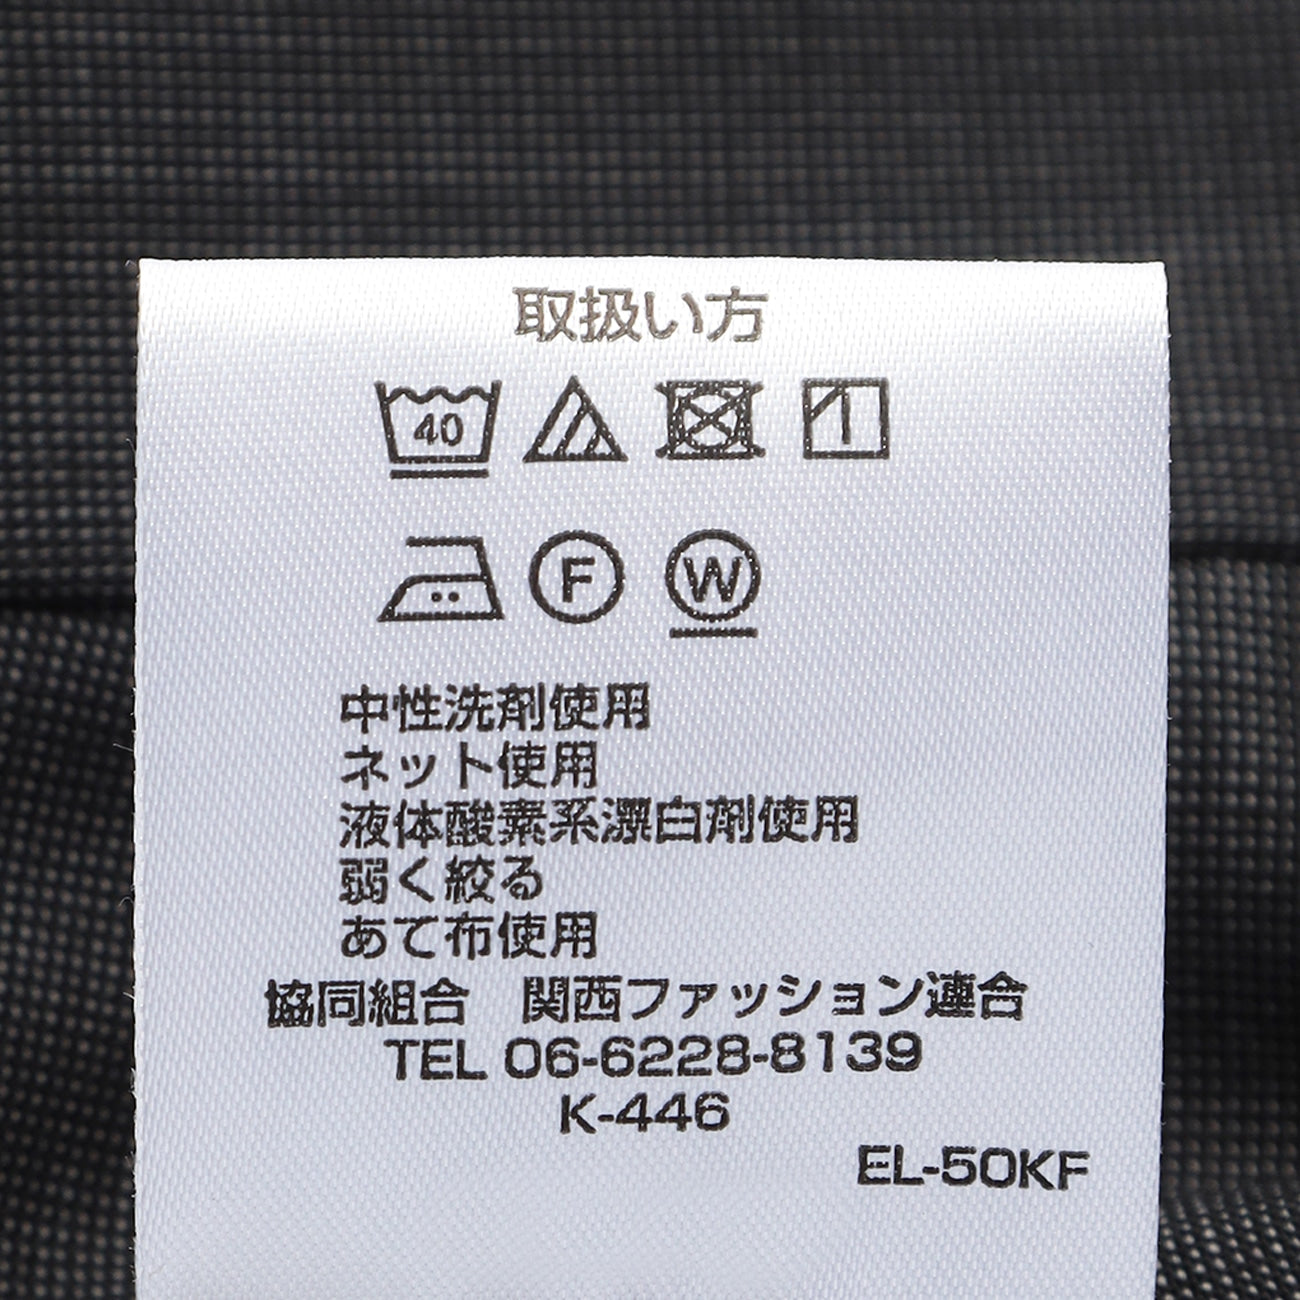 取扱い方
40
F W
中性洗剤使用
ネット使用
液体酸素系漂白剤使用
弱く絞る
あて布使用
協同組合　関西ファッション連合
TEL 06-6228-8139
K-446
EL-50KF